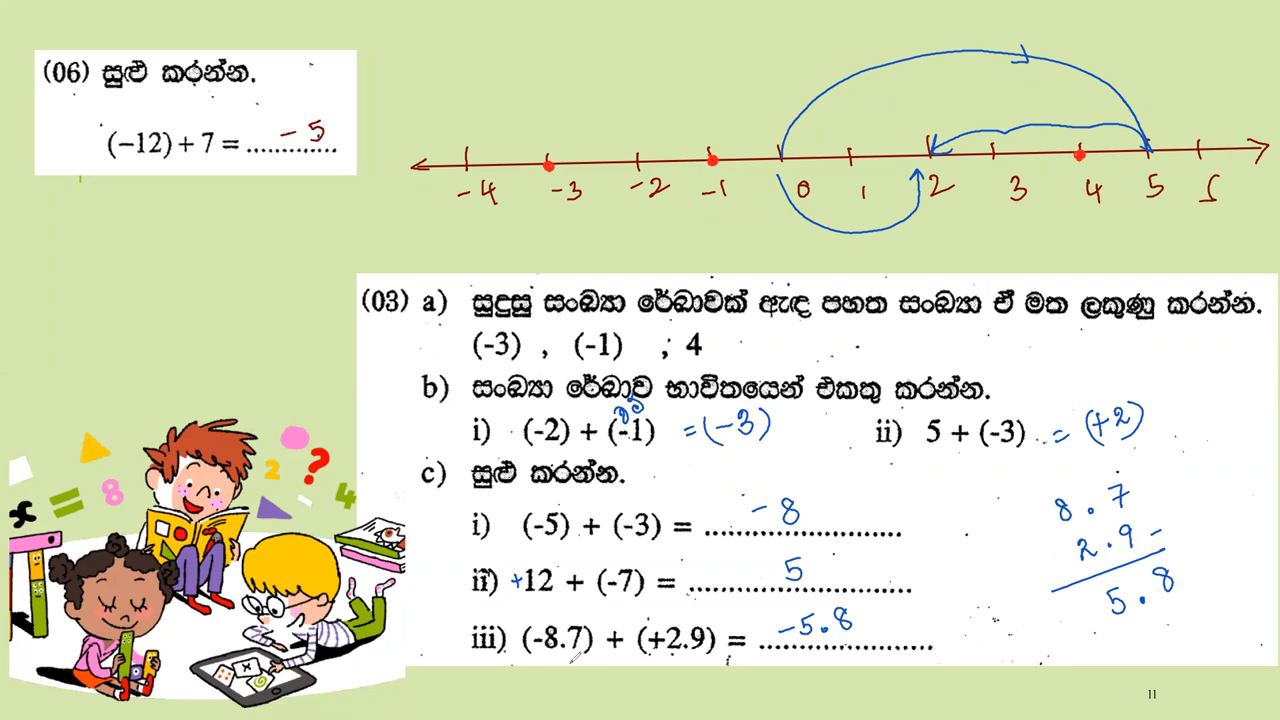 (06) සුළු කරන්න.
(−12) + 7 = ............. − 5
-4 -3 -2 -1 0 1 2 3 4 5
(03) a) සුදුසු සංඛ්‍යා රේඛාවක් ඇඳ පහත සංඛ්‍යා ඒ මත ලකුණු කරන්න.
(-3) , (-1) ; 4
b) සංඛ්‍යා රේඛාව භාවිතයෙන් එකතු කරන්න.
i) (-2) + (-1) = (-3) ii) 5 + (-3) = (+2)
c) සුළු කරන්න.
i) (-5) + (-3) = .......................... - 8
ii) +12 + (-7) = .............................. 5
iii) (-8.7) + (+2.9) = ....................... -5.8
8.7
2.9 -
5.8
x = 8
2 ?
- 4
x
11